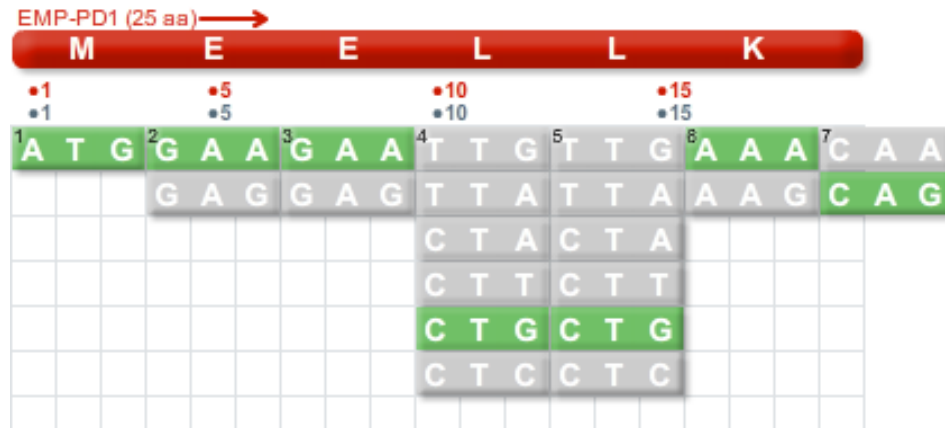 EMP-PD1 (25 aa)
M E E L L K
•1 •5 •10 •15
•1 •5 •10 •15
1 A T G 2 G A A 3 G A A 4 T T G 5 T T G 6 A A A 7 C A A
G A G G A G T T A T T A A A G C A G
C T A C T A
C T T C T T
C T G C T G
C T C C T C